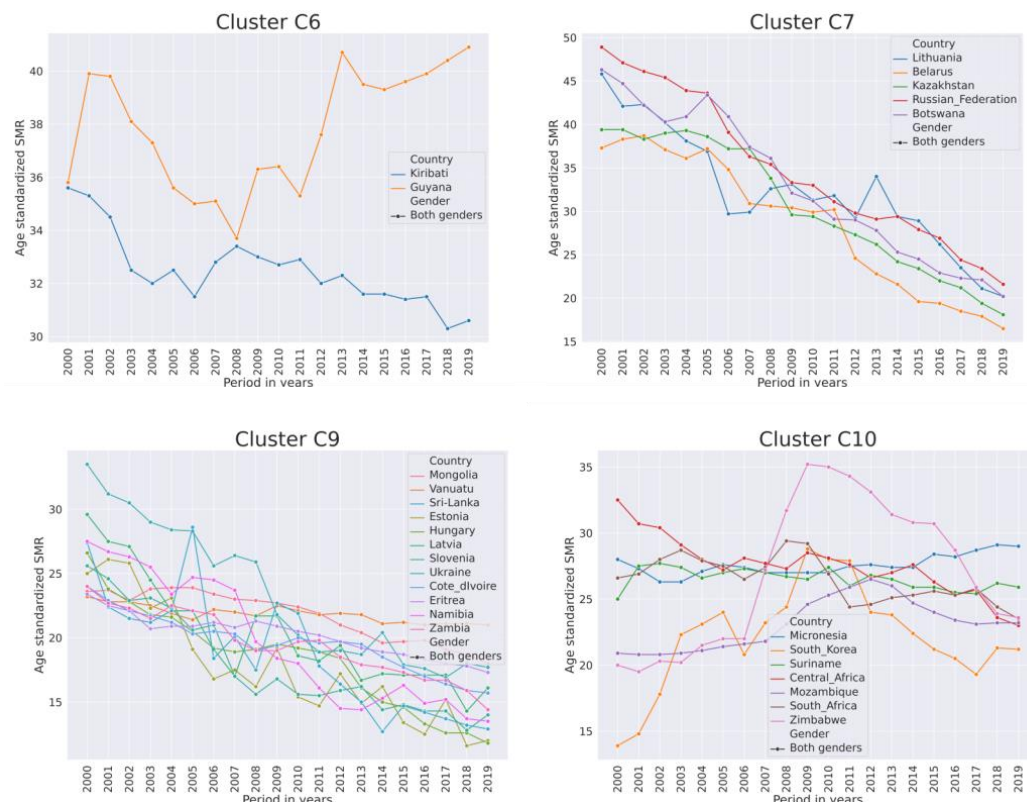 Cluster C6
Age standardized SMR
40
38
36
34
32
30
Country
Kiribati
Guyana
Gender
Both genders
2000 2001 2002 2003 2004 2005 2006 2007 2008 2009 2010 2011 2012 2013 2014 2015 2016 2017 2018 2019
Period in years
Cluster C7
Age standardized SMR
50
45
40
35
30
25
20
15
Country
Lithuania
Belarus
Kazakhstan
Russian_Federation
Botswana
Gender
Both genders
2000 2001 2002 2003 2004 2005 2006 2007 2008 2009 2010 2011 2012 2013 2014 2015 2016 2017 2018 2019
Period in years
Cluster C9
Age standardized SMR
30
25
20
15
Country
Mongolia
Vanuatu
Sri-Lanka
Estonia
Hungary
Latvia
Slovenia
Ukraine
Cote_dIvoire
Eritrea
Namibia
Zambia
Gender
Both genders
2000 2001 2002 2003 2004 2005 2006 2007 2008 2009 2010 2011 2012 2013 2014 2015 2016 2017 2018 2019
Period in years
Cluster C10
Age standardized SMR
35
30
25
20
15
Country
Micronesia
South_Korea
Suriname
Central_Africa
Mozambique
South_Africa
Zimbabwe
Gender
Both genders
2000 2001 2002 2003 2004 2005 2006 2007 2008 2009 2010 2011 2012 2013 2014 2015 2016 2017 2018 2019
Period in years